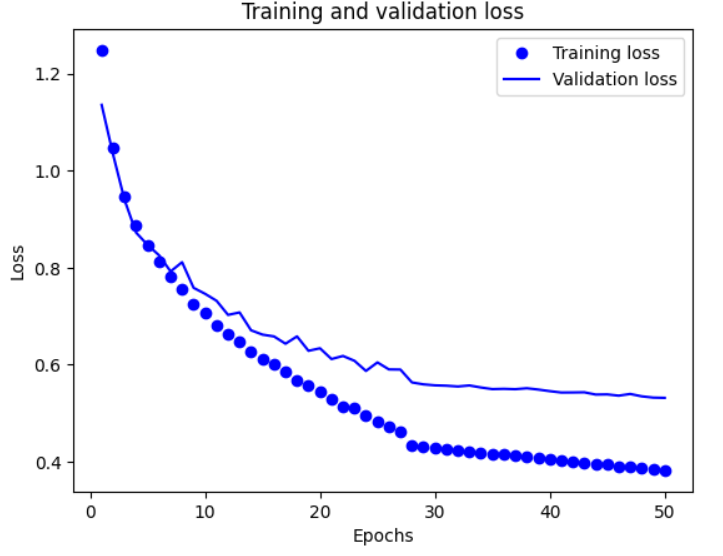 Training and validation loss
Training loss
Validation loss
1.2
1.0
0.8
0.6
0.4
Loss
0 10 20 30 40 50
Epochs